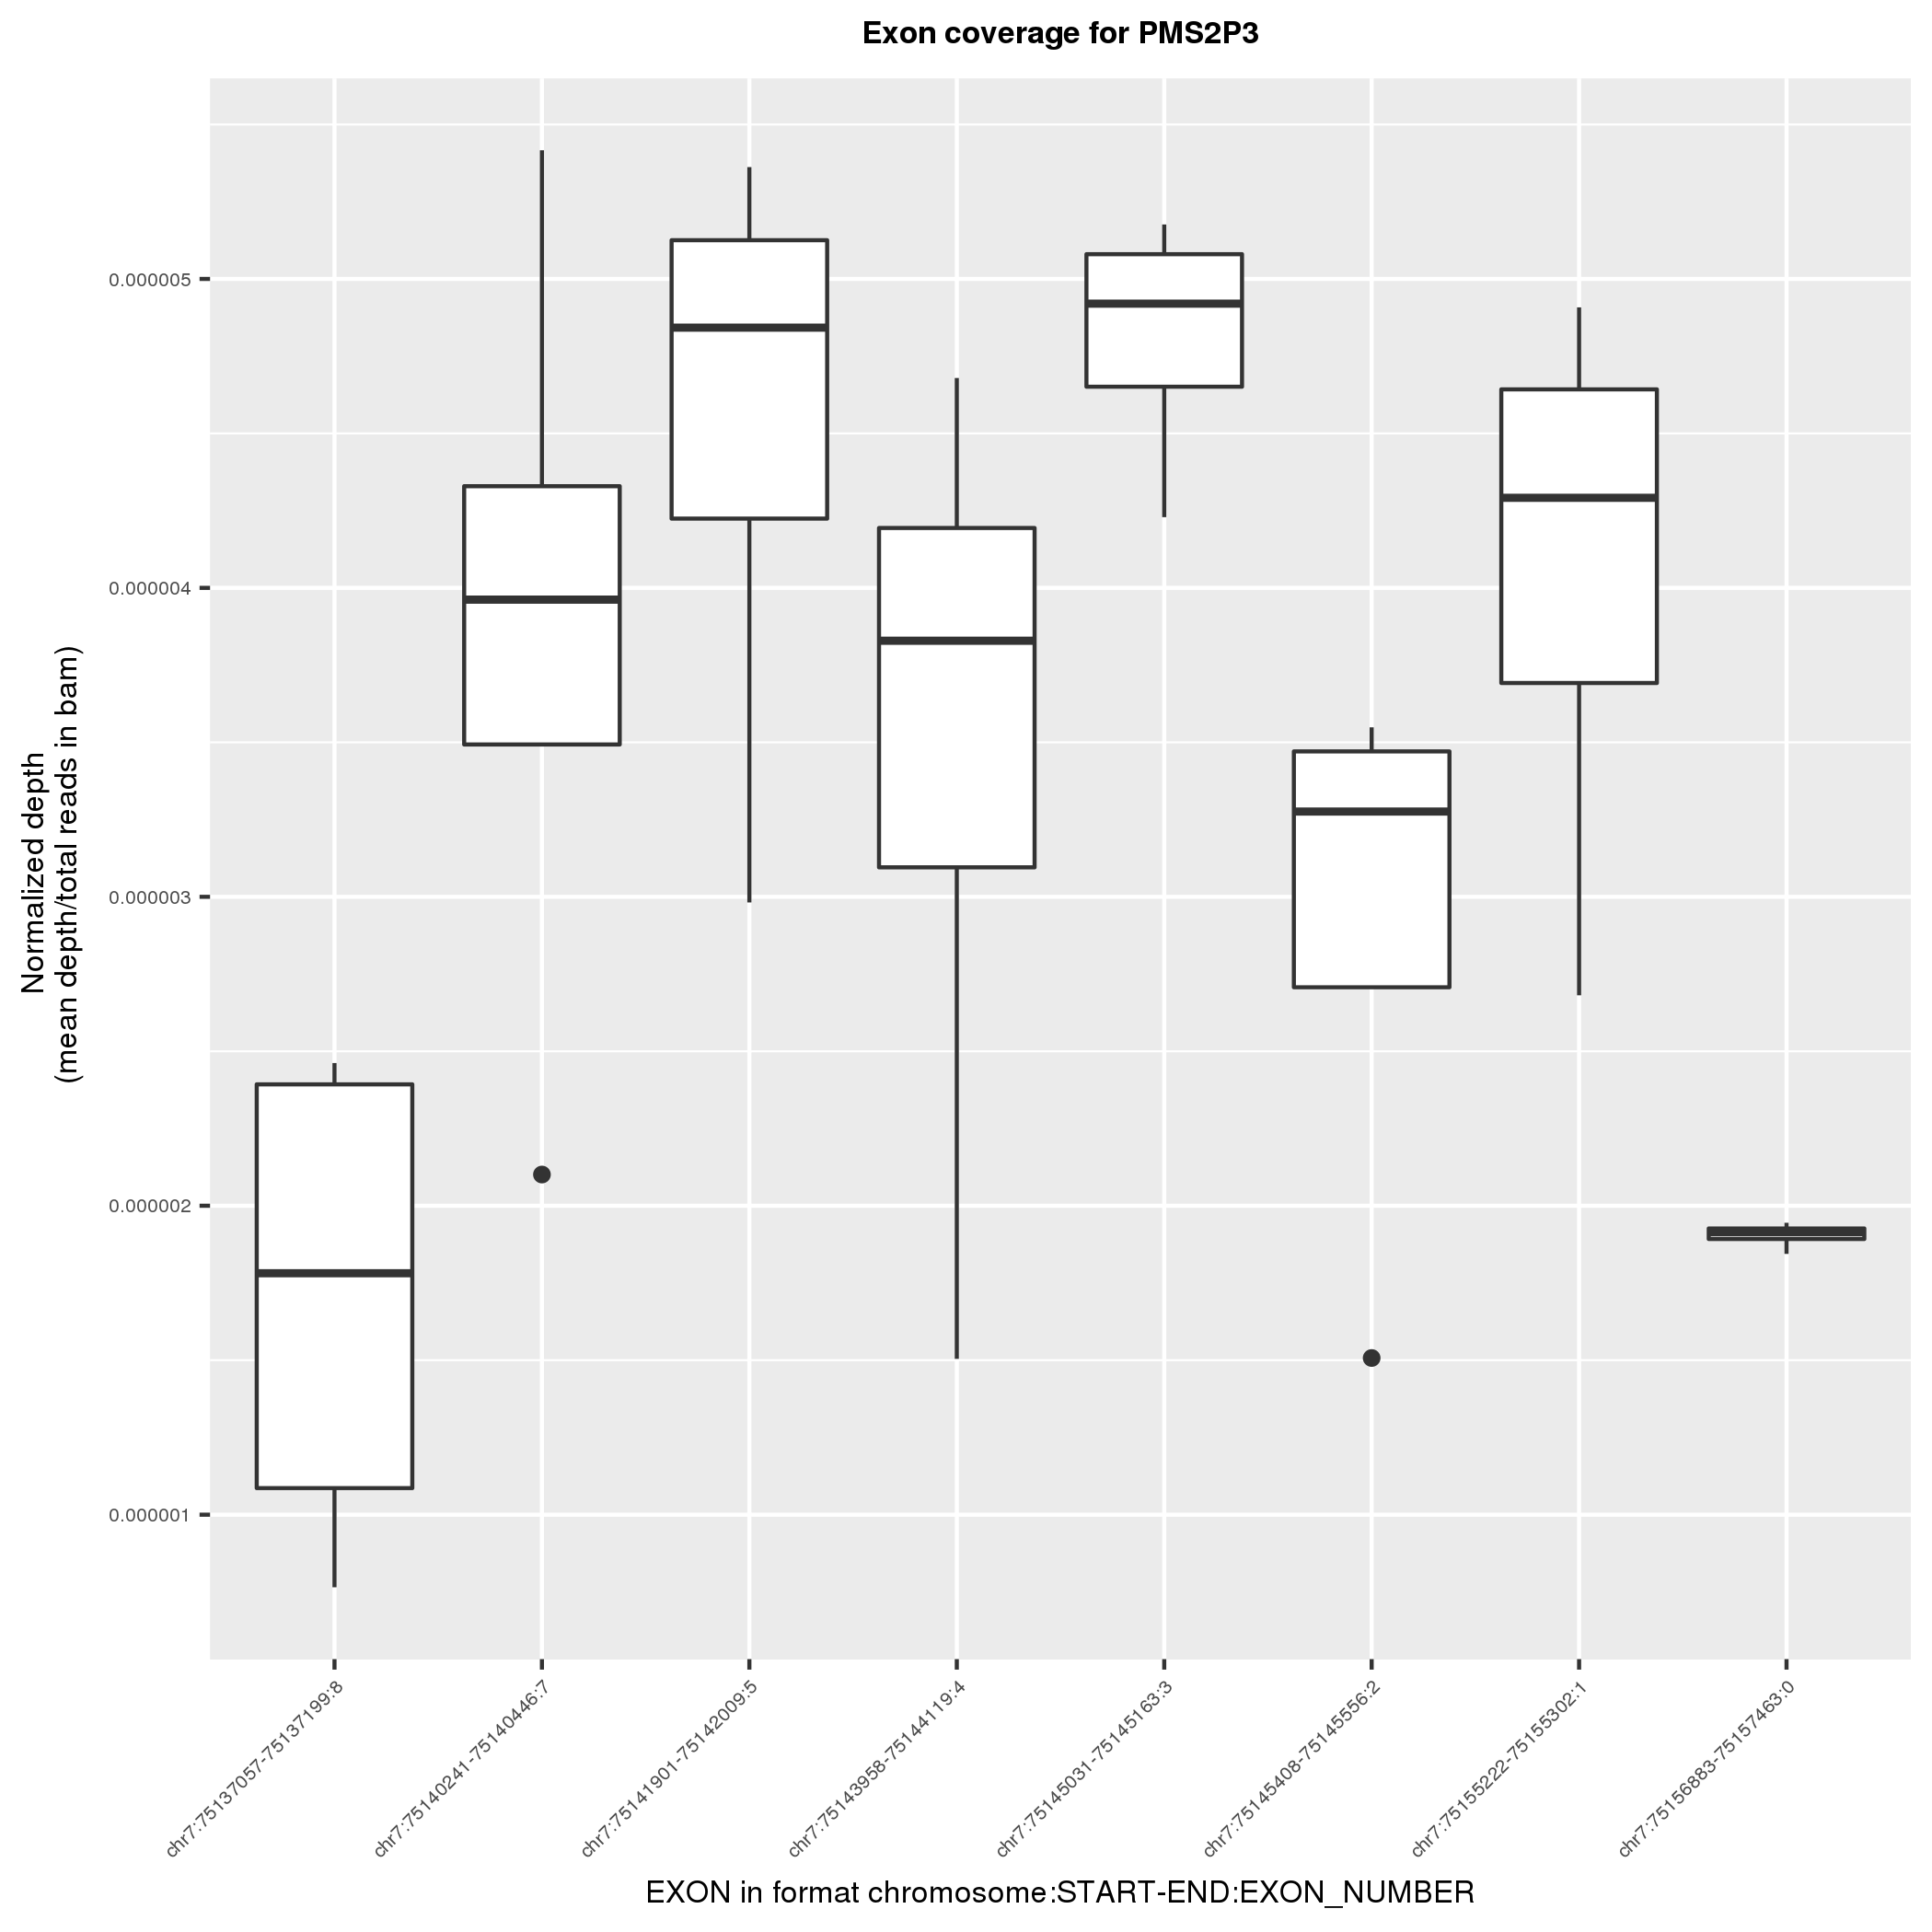 Exon coverage for PMS2P3
Normalized depth
(mean depth/total reads in bam)
0.000005
0.000004
0.000003
0.000002
0.000001
chr7:75137057-75137199:8
chr7:75140241-75140446:7
chr7:75141901-75142009:5
chr7:75143958-75144119:4
chr7:75145031-75145163:3
chr7:75145408-75145556:2
chr7:75155222-75155302:1
chr7:75156883-75157463:0
EXON in format chromosome:START-END:EXON_NUMBER